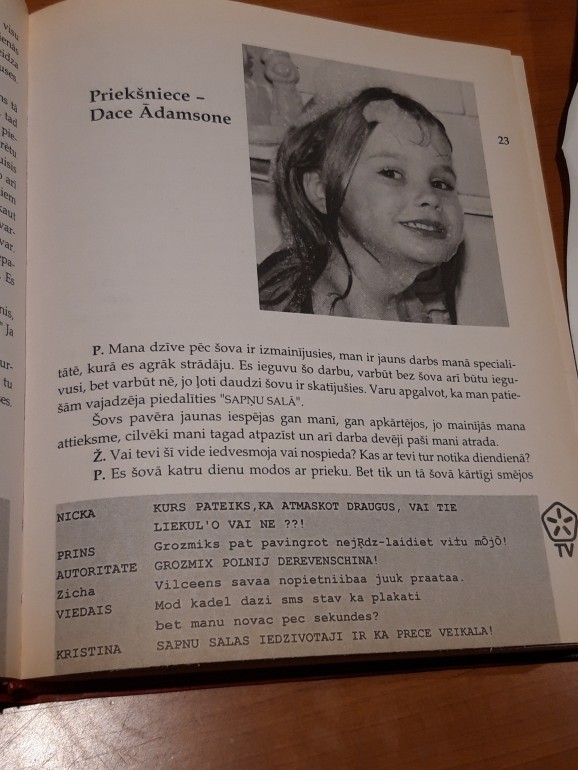 visu
Priekšniece –
Dace Ādamsone
23
P. Mana dzīve pēc šova ir izmainījusies, man ir jauns darbs manā speciali-
tātē, kurā es agrāk strādāju. Es ieguvu šo darbu, varbūt bez šova arī būtu iegu-
vusi, bet varbūt nē, jo ļoti daudzi šovu ir skatījušies. Varu apgalvot, ka man patie-
šām vajadzēja piedalīties "SAPŅU SALĀ".
Šovs pavēra jaunas iespējas gan manī, gan apkārtējos, jo mainījās mana
attieksme, cilvēki mani tagad atpazīst un arī darba devēji paši mani atrada.
Ž. Vai tevi šī vide iedvesmoja vai nospieda? Kas ar tevi tur notika diendienā?
P. Es šovā katru dienu modos ar prieku. Bet tik un tā šovā kārtīgi smējos
NICKA KURS PATEIKS,KA ATMASKOT DRAUGUS, VAI TIE
LIEKUL'O VAI NE ??!
PRINS Grozmiks pat pavingrot nejŖdz-laidiet vitu mÕjÕ!
AUTORITATE GROZMIX POLNIJ DEREVENSCHINA!
Zicha Vilceens savaa nopietniibaa juuk praataa.
VIEDAIS Mod kadel dazi sms stav ka plakati
bet manu novac pec sekundes?
KRISTINA SAPNU SALAS IEDZIVOTAJI IR KA PRECE VEIKALA!
TV